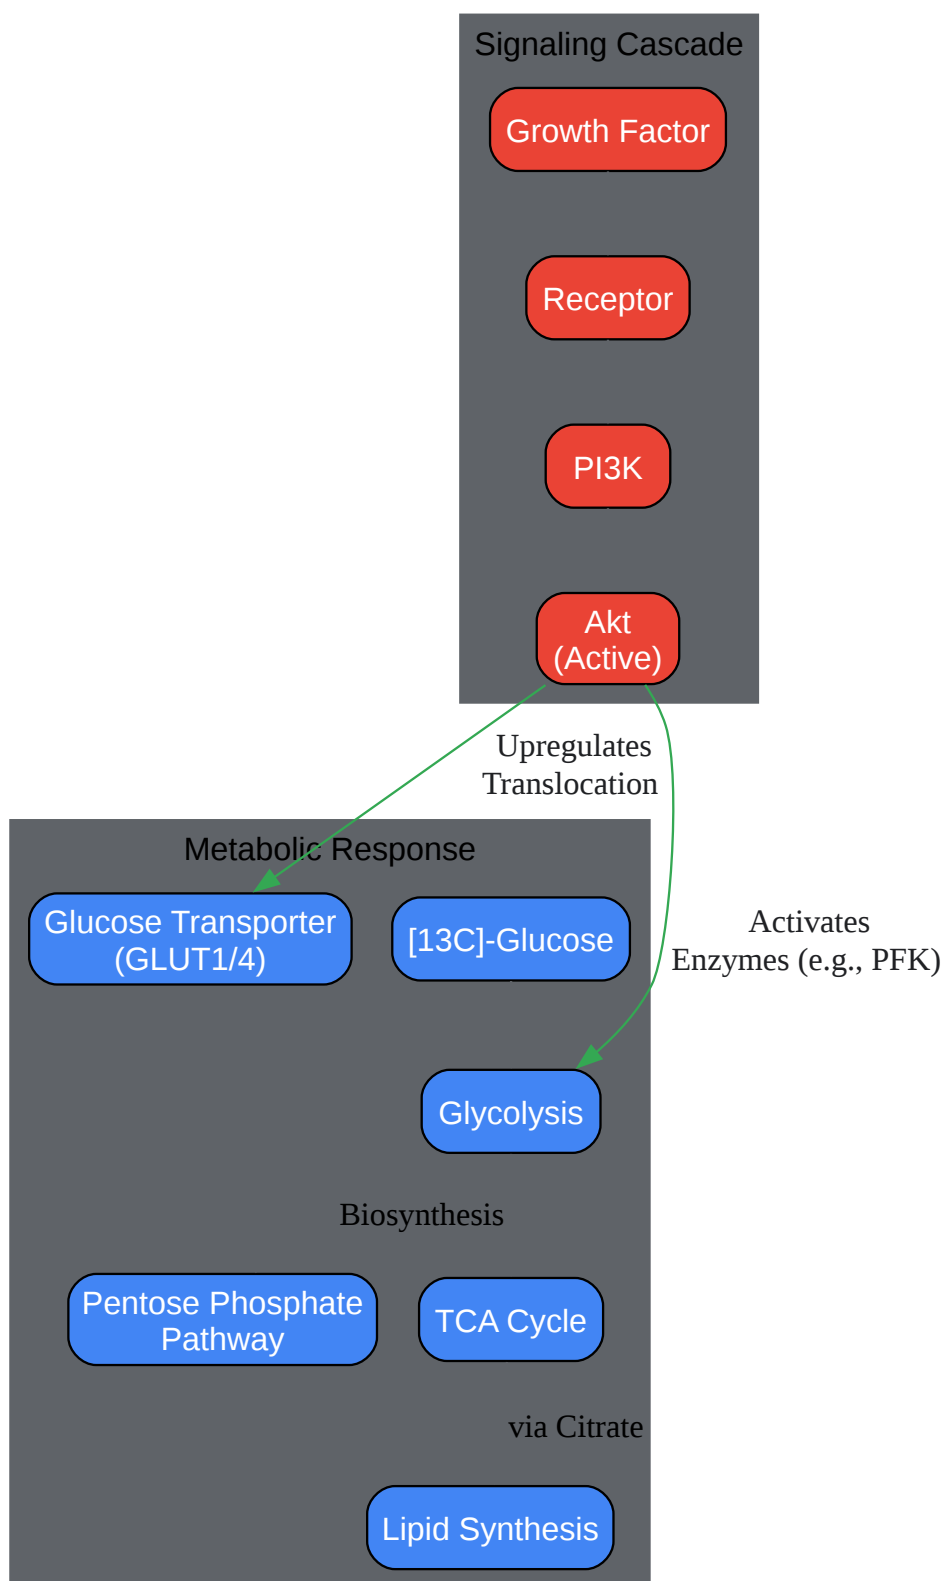 Signaling Cascade
Growth Factor
Receptor
PI3K
Akt
(Active)
Upregulates
Translocation
Metabolic Response
Glucose Transporter
(GLUT1/4)
[13C]-Glucose
Activates
Enzymes (e.g., PFK)
Glycolysis
Biosynthesis
Pentose Phosphate
Pathway
TCA Cycle
via Citrate
Lipid Synthesis